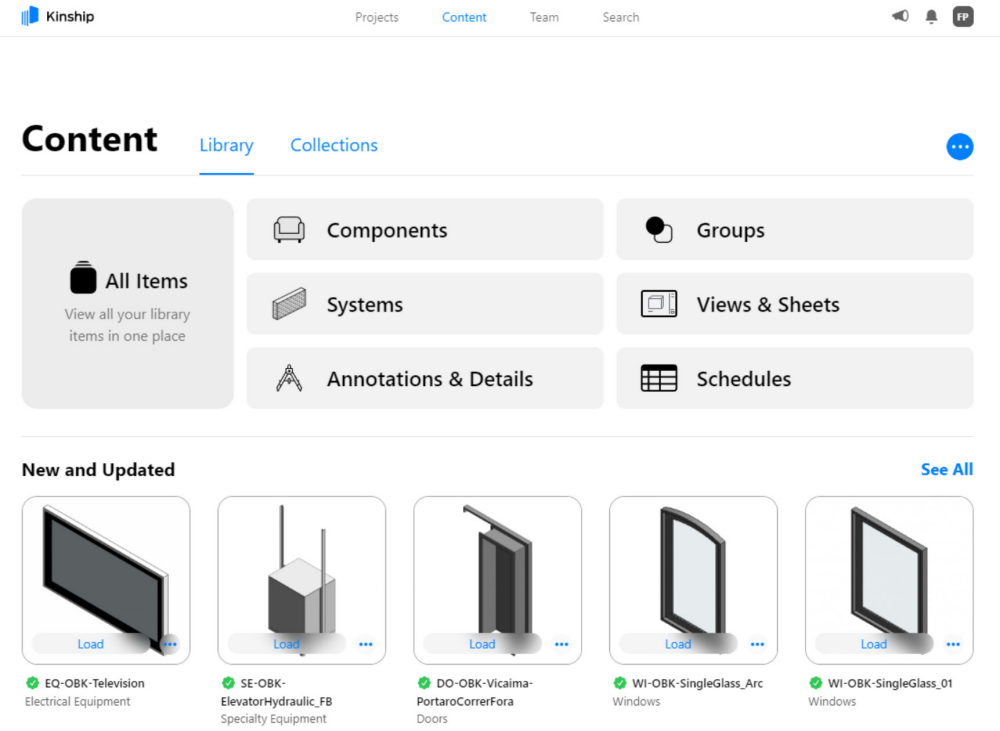 Kinship
Projects
Content
Team
Search
FP
Content
Library
Collections
All Items
View all your library
items in one place
Components
Groups
Systems
Views & Sheets
Annotations & Details
Schedules
New and Updated
See All
Load
Load
Load
Load
Load
EQ-OBK-Television
Electrical Equipment
SE-OBK-
ElevatorHydraulic_FB
Specialty Equipment
DO-OBK-Vicaima-
PortaroCorrerFora
Doors
WI-OBK-SingleGlass_Arc
Windows
WI-OBK-SingleGlass_01
Windows